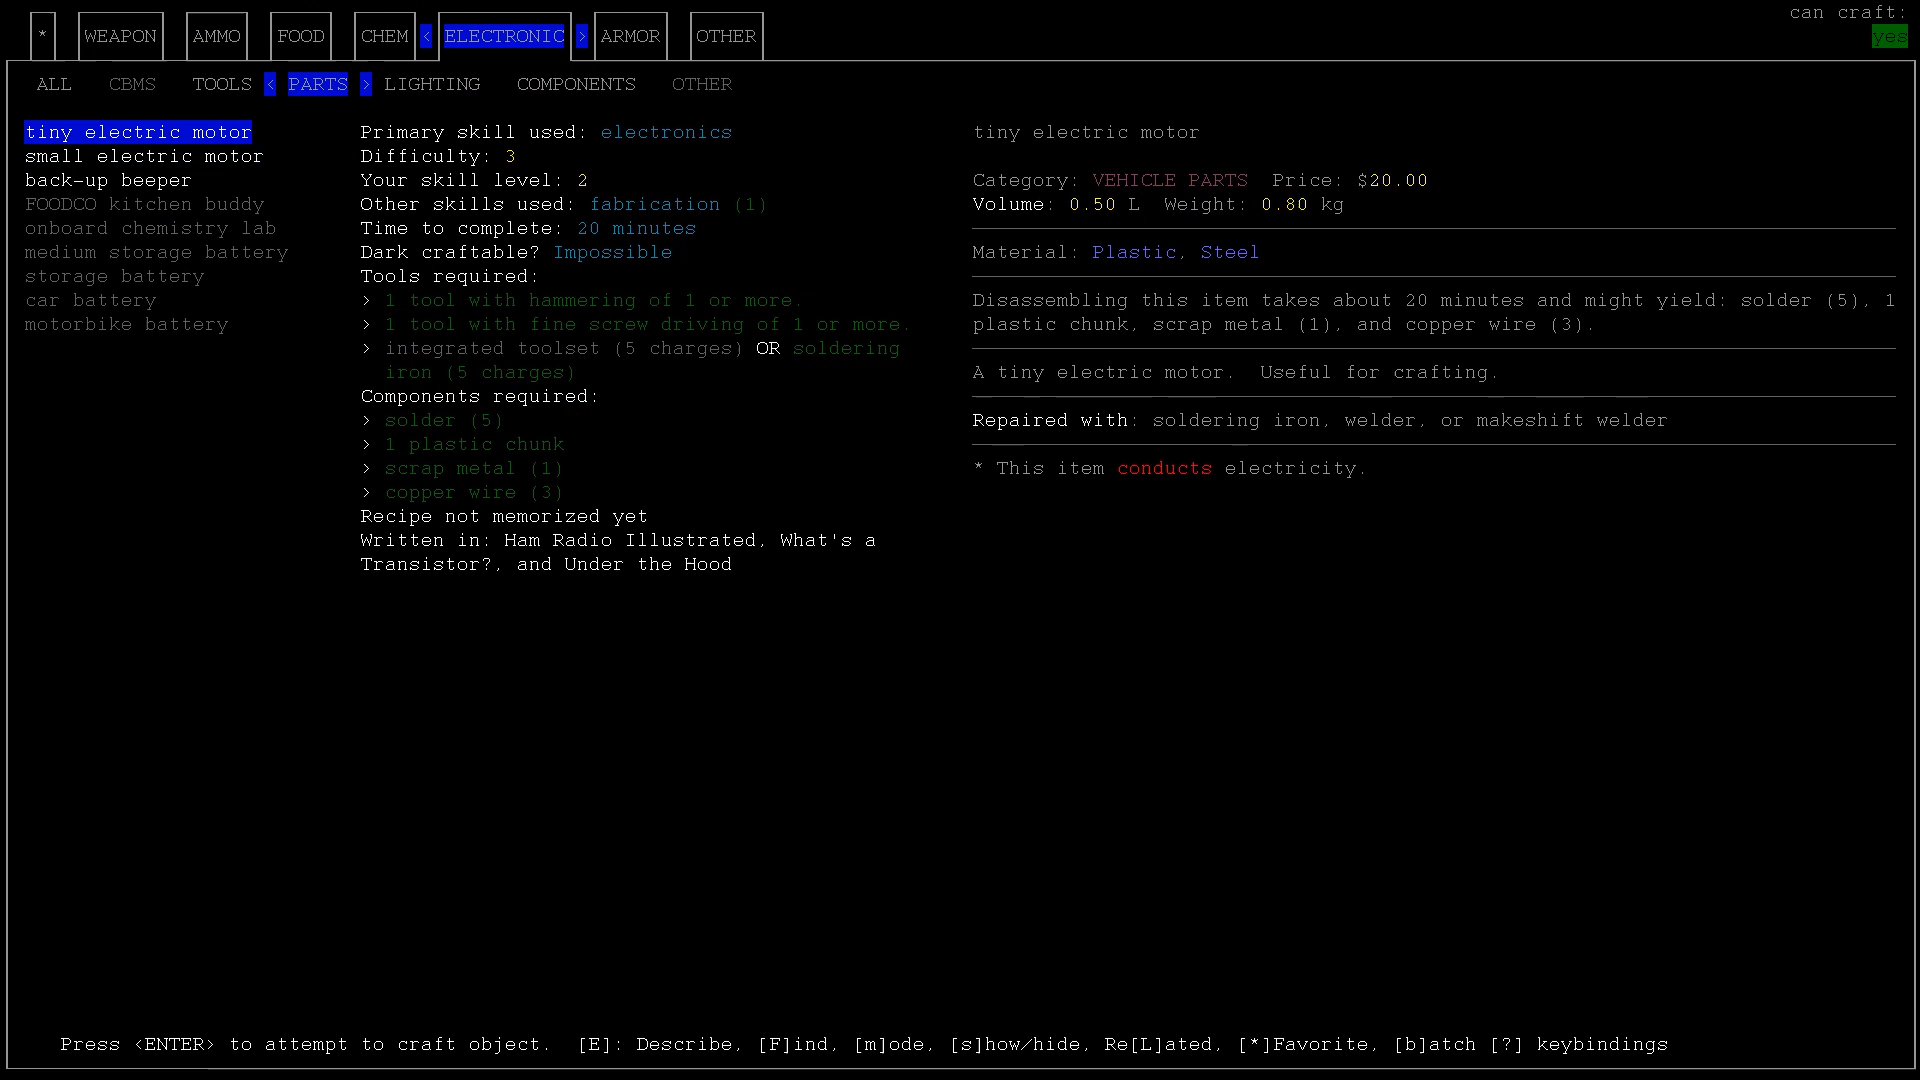 can craft:
* WEAPON AMMO FOOD CHEM < ELECTRONIC > ARMOR OTHER
yes
ALL CBMS TOOLS < PARTS > LIGHTING COMPONENTS OTHER
tiny electric motor
small electric motor
back-up beeper
FOODCO kitchen buddy
onboard chemistry lab
medium storage battery
storage battery
car battery
motorbike battery
Primary skill used: electronics
Difficulty: 3
Your skill level: 2
Other skills used: fabrication (1)
Time to complete: 20 minutes
Dark craftable? Impossible
Tools required:
> 1 tool with hammering of 1 or more.
> 1 tool with fine screw driving of 1 or more.
> integrated toolset (5 charges) OR soldering
iron (5 charges)
Components required:
> solder (5)
> 1 plastic chunk
> scrap metal (1)
> copper wire (3)
Recipe not memorized yet
Written in: Ham Radio Illustrated, What's a
Transistor?, and Under the Hood
tiny electric motor
Category: VEHICLE PARTS Price: $20.00
Volume: 0.50 L Weight: 0.80 kg
Material: Plastic, Steel
Disassembling this item takes about 20 minutes and might yield: solder (5), 1
plastic chunk, scrap metal (1), and copper wire (3).
A tiny electric motor. Useful for crafting.
Repaired with: soldering iron, welder, or makeshift welder
* This item conducts electricity.
Press <ENTER> to attempt to craft object. [E]: Describe, [F]ind, [m]ode, [s]how/hide, Re[L]ated, [*]Favorite, [b]atch [?] keybindings